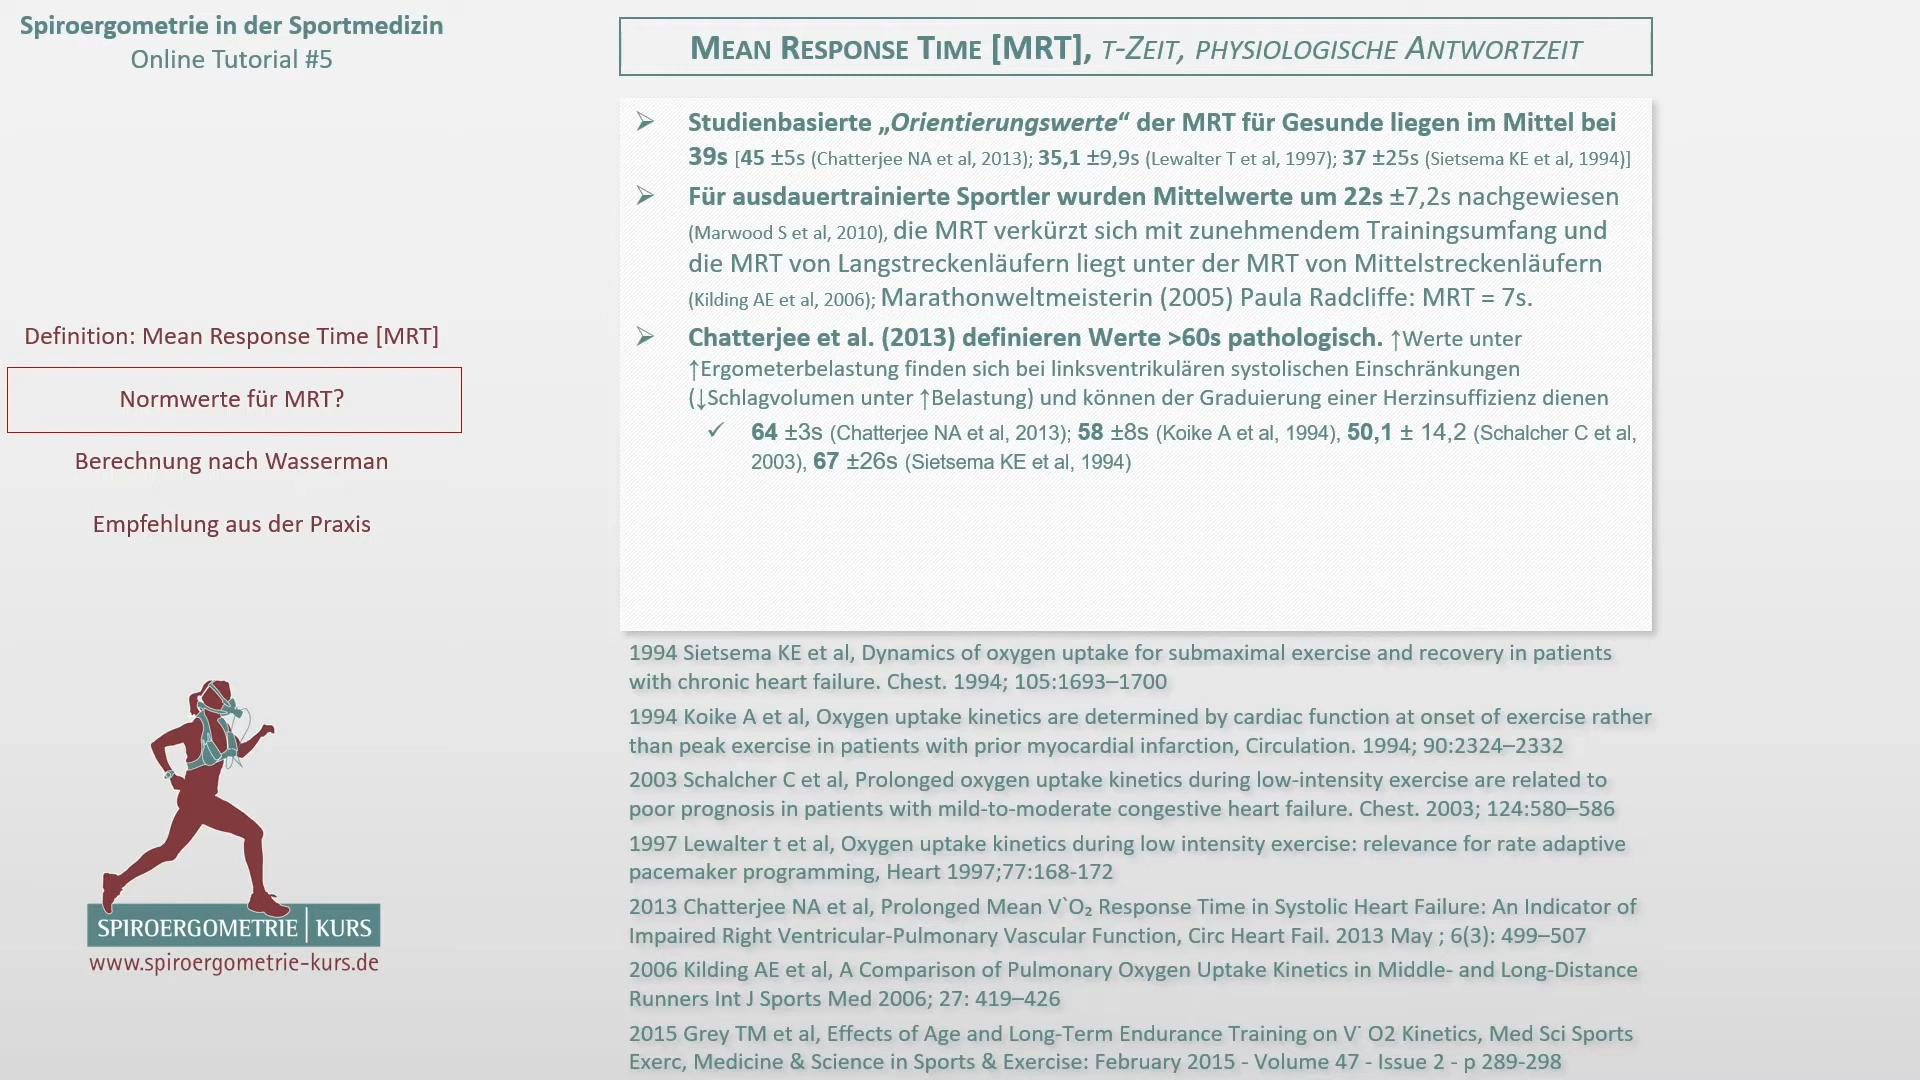 Spiroergometrie in der Sportmedizin
Online Tutorial #5
Definition: Mean Response Time [MRT]
Normwerte für MRT?
Berechnung nach Wasserman
Empfehlung aus der Praxis
SPIROERGOMETRIE | KURS
www.spiroergometrie-kurs.de
MEAN RESPONSE TIME [MRT], T-ZEIT, PHYSIOLOGISCHE ANTWORTZEIT
➢ Studienbasierte „Orientierungswerte“ der MRT für Gesunde liegen im Mittel bei
39s [45 ±5s (Chatterjee NA et al, 2013); 35,1 ±9,9s (Lewalter T et al, 1997); 37 ±25s (Sietsema KE et al, 1994)]
➢ Für ausdauertrainierte Sportler wurden Mittelwerte um 22s ±7,2s nachgewiesen
(Marwood S et al, 2010), die MRT verkürzt sich mit zunehmendem Trainingsumfang und
die MRT von Langstreckenläufern liegt unter der MRT von Mittelstreckenläufern
(Kilding AE et al, 2006); Marathonweltmeisterin (2005) Paula Radcliffe: MRT = 7s.
➢ Chatterjee et al. (2013) definieren Werte >60s pathologisch. ↑Werte unter
↑Ergometerbelastung finden sich bei linksventrikulären systolischen Einschränkungen
(↓Schlagvolumen unter ↑Belastung) und können der Graduierung einer Herzinsuffizienz dienen
✓ 64 ±3s (Chatterjee NA et al, 2013); 58 ±8s (Koike A et al, 1994), 50,1 ± 14,2 (Schalcher C et al,
2003), 67 ±26s (Sietsema KE et al, 1994)
1994 Sietsema KE et al, Dynamics of oxygen uptake for submaximal exercise and recovery in patients
with chronic heart failure. Chest. 1994; 105:1693–1700
1994 Koike A et al, Oxygen uptake kinetics are determined by cardiac function at onset of exercise rather
than peak exercise in patients with prior myocardial infarction, Circulation. 1994; 90:2324–2332
2003 Schalcher C et al, Prolonged oxygen uptake kinetics during low-intensity exercise are related to
poor prognosis in patients with mild-to-moderate congestive heart failure. Chest. 2003; 124:580–586
1997 Lewalter t et al, Oxygen uptake kinetics during low intensity exercise: relevance for rate adaptive
pacemaker programming, Heart 1997;77:168-172
2013 Chatterjee NA et al, Prolonged Mean V`O₂ Response Time in Systolic Heart Failure: An Indicator of
Impaired Right Ventricular-Pulmonary Vascular Function, Circ Heart Fail. 2013 May ; 6(3): 499–507
2006 Kilding AE et al, A Comparison of Pulmonary Oxygen Uptake Kinetics in Middle- and Long-Distance
Runners Int J Sports Med 2006; 27: 419–426
2015 Grey TM et al, Effects of Age and Long-Term Endurance Training on V˙ O2 Kinetics, Med Sci Sports
Exerc, Medicine & Science in Sports & Exercise: February 2015 - Volume 47 - Issue 2 - p 289-298